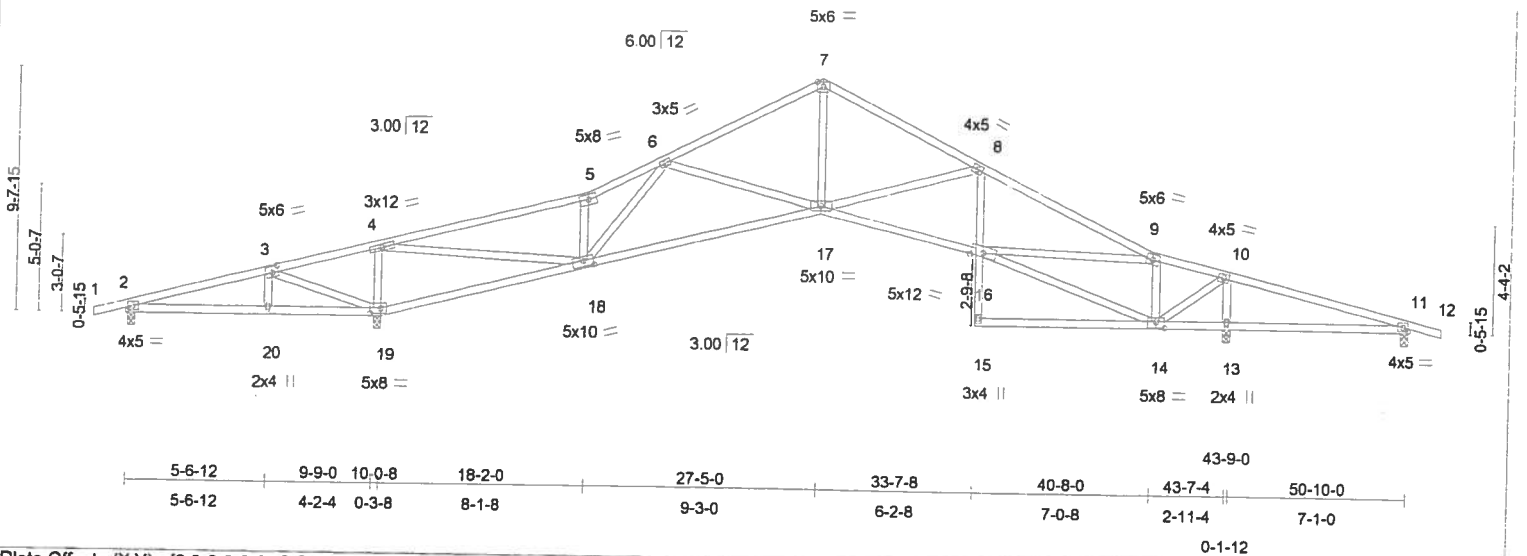 5x6 =
6.00 12
7
3x5
3.00 12
5x8 =
6
4x5
8
5
9-7-15
5x6 =
3x12 =
4
5x6 =
9
4x5 =
10
5-0-7
3
3-0-7
17
5x10 =
4-4-2
1
2
0-5-15
18
5x10 =
5x12 =
2-9-8
16
11
12
0-5-15
4x5 =
20
19
3.00 12
15
14
13
4x5 =
2x4 ||
5x8 =
3x4 ||
5x8 =
2x4 ||
43-9-0
5-6-12 9-9-0 10-0-8 18-2-0 27-5-0 33-7-8 40-8-0 43-7-4 50-10-0
5-6-12 4-2-4 0-3-8 8-1-8 9-3-0 6-2-8 7-0-8 2-11-4 7-1-0
0-1-12